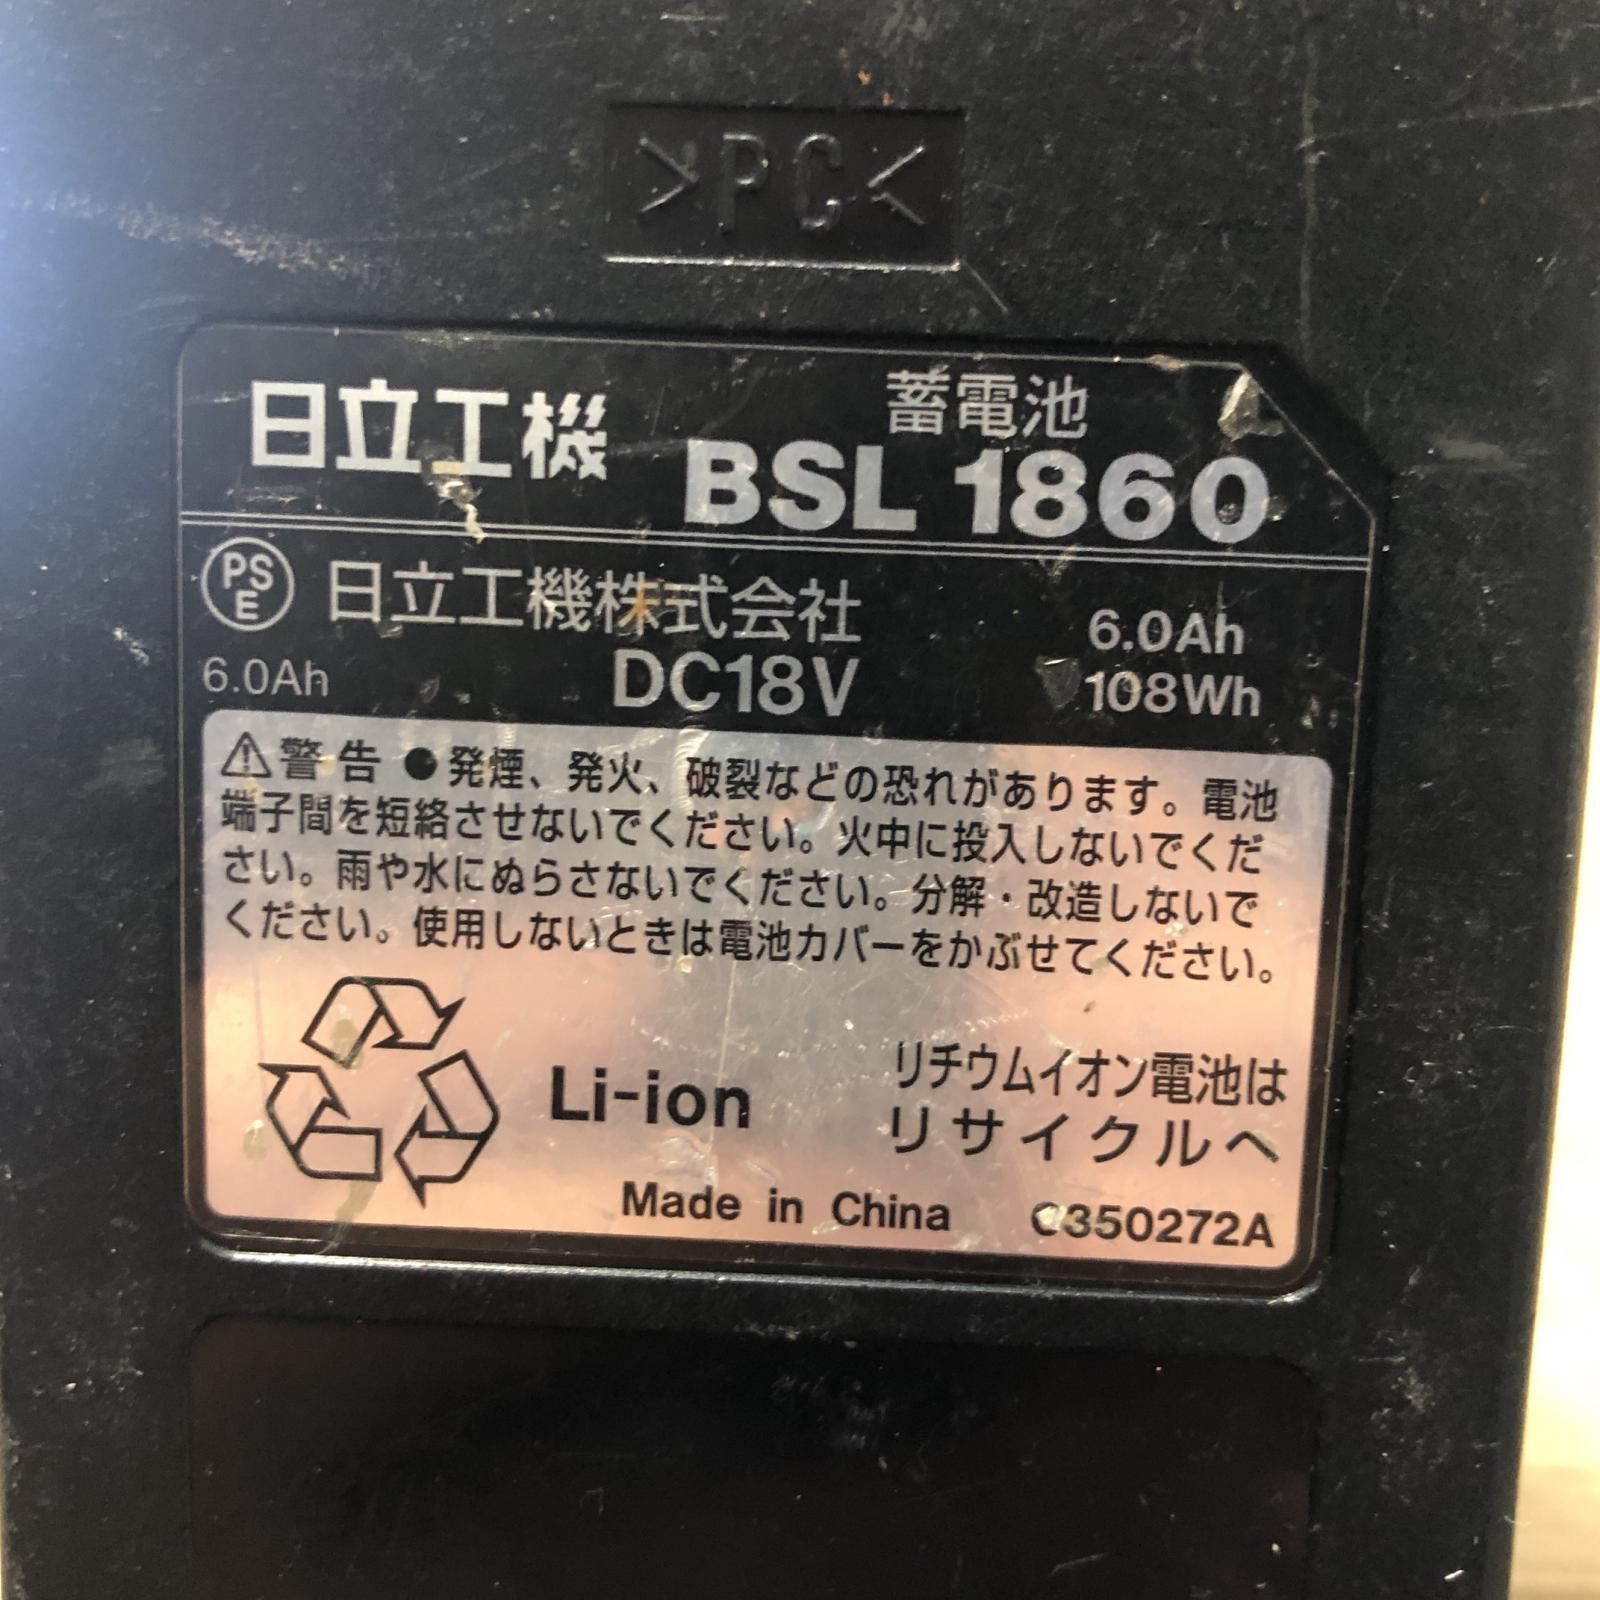 >PC<
日立工機
蓄電池
BSL 1860
PSE 日立工機株式会社
6.0Ah
6.0Ah DC18V 108Wh
⚠警告 ●発煙、発火、破裂などの恐れがあります。電池
端子間を短絡させないでください。火中に投入しないでくだ
さい。雨や水にぬらさないでください。分解・改造しないで
ください。使用しないときは電池カバーをかぶせてください。
Li-ion
リチウムイオン電池は
リサイクルへ
Made in China C350272A